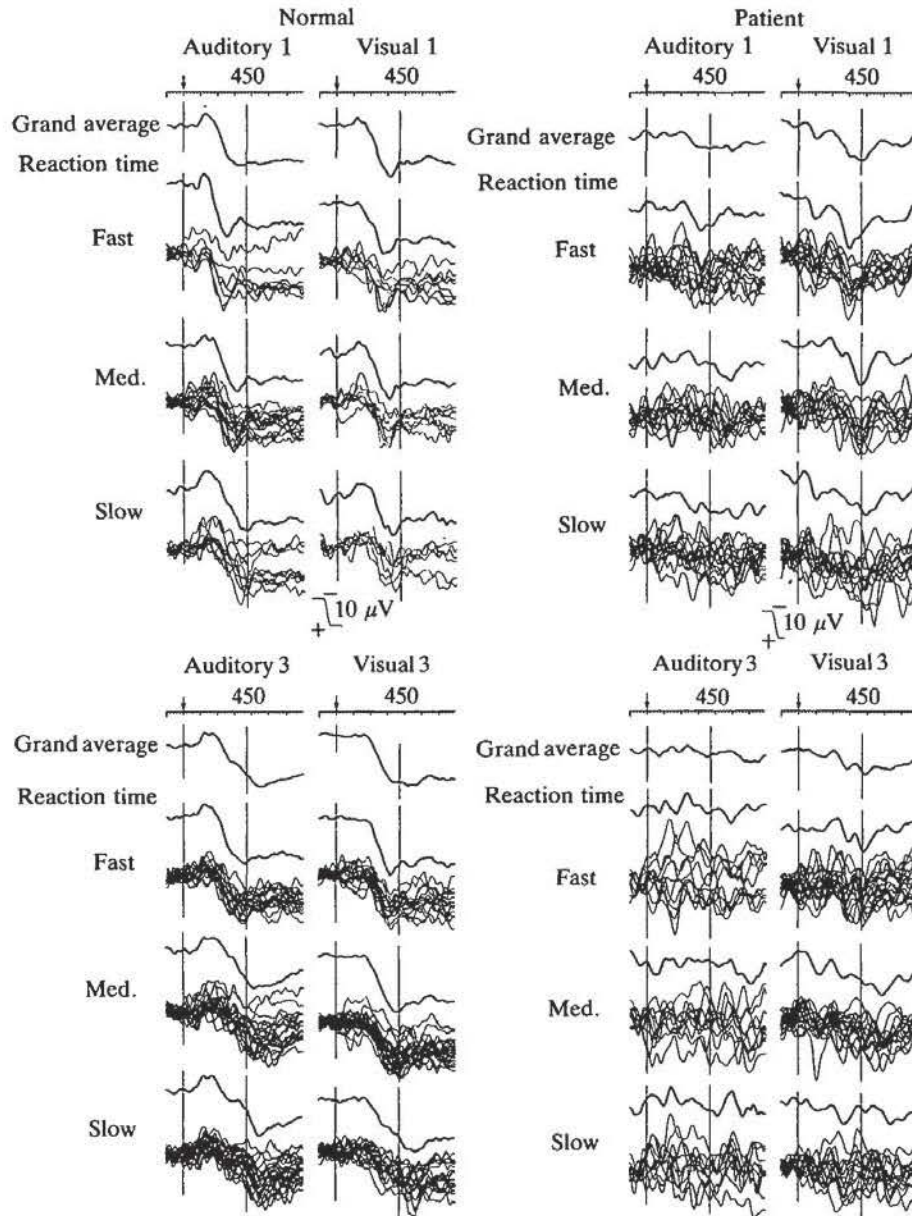 Normal
Patient
Auditory 1
Visual 1
Auditory 1
Visual 1
450
450
450
450
Grand average
Reaction time
Fast
Med.
Slow
Grand average
Reaction time
Fast
Med.
Slow
− 10 μV
+
− 10 μV
+
Auditory 3
Visual 3
Auditory 3
Visual 3
450
450
450
450
Grand average
Reaction time
Fast
Med.
Slow
Grand average
Reaction time
Fast
Med.
Slow